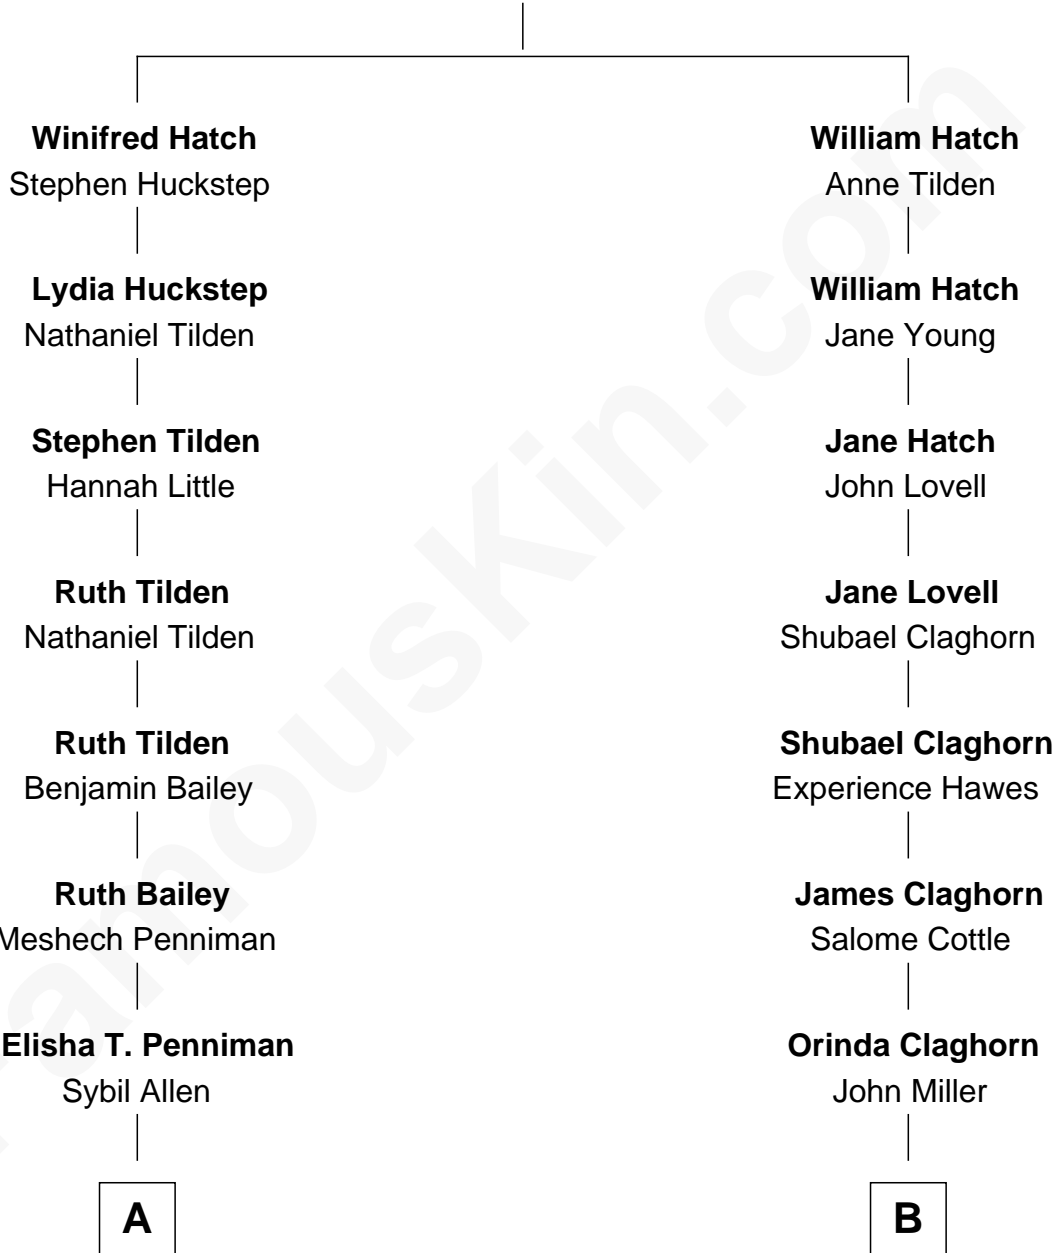 Winifred Hatch
Stephen Huckstep
William Hatch
Anne Tilden
Lydia Huckstep
Nathaniel Tilden
William Hatch
Jane Young
Stephen Tilden
Hannah Little
Jane Hatch
John Lovell
Ruth Tilden
Nathaniel Tilden
Jane Lovell
Shubael Claghorn
Ruth Tilden
Benjamin Bailey
Shubael Claghorn
Experience Hawes
Ruth Bailey
Meshech Penniman
James Claghorn
Salome Cottle
Elisha T. Penniman
Sybil Allen
Orinda Claghorn
John Miller
A
B
FamousKin.com